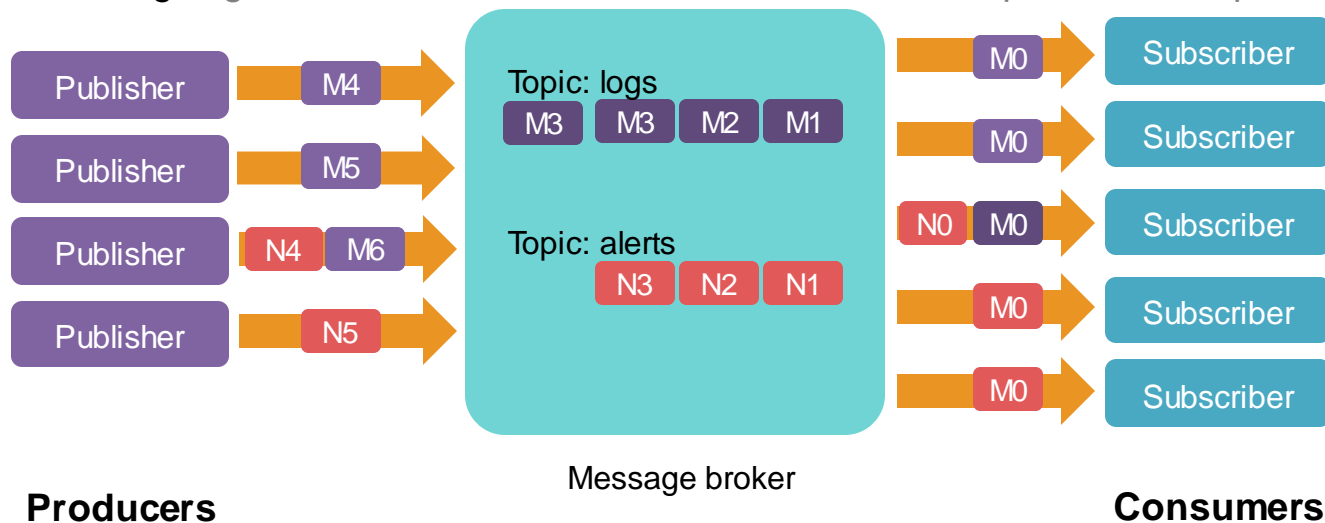 Publisher
M4
Publisher
M5
Publisher
N4 M6
Publisher
N5
Topic: logs
M3 M3 M2 M1
Topic: alerts
N3 N2 N1
M0
Subscriber
M0
Subscriber
N0 M0
Subscriber
M0
Subscriber
M0
Subscriber
Message broker
Producers
Consumers